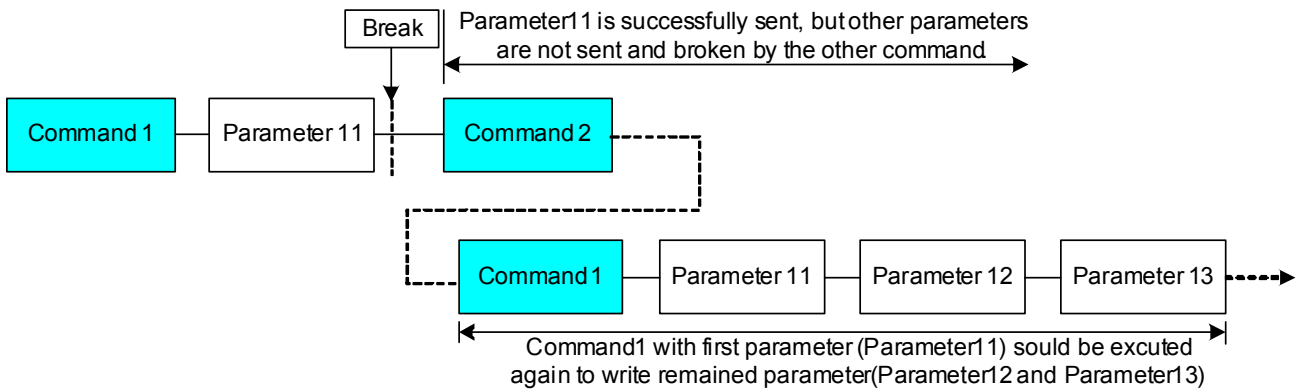 Break
Parameter11 is successfully sent, but other parameters
are not sent and broken by the other command.
Command 1
Parameter 11
Command 2
Command 1
Parameter 11
Parameter 12
Parameter 13
Command1 with first parameter (Parameter11) sould be excuted
again to write remained parameter(Parameter12 and Parameter13)